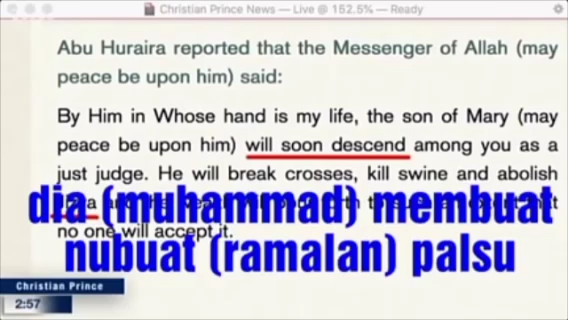 Christian Prince News — Live @ 152.5% — Ready
Abu Huraira reported that the Messenger of Allah (may
peace be upon him) said:
By Him in Whose hand is my life, the son of Mary (may
peace be upon him) will soon descend among you as a
just judge. He will break crosses, kill swine and abolish
dia (muhammad) membuat
no one will accept it.
nubuat (ramalan) palsu
Christian Prince
2:57